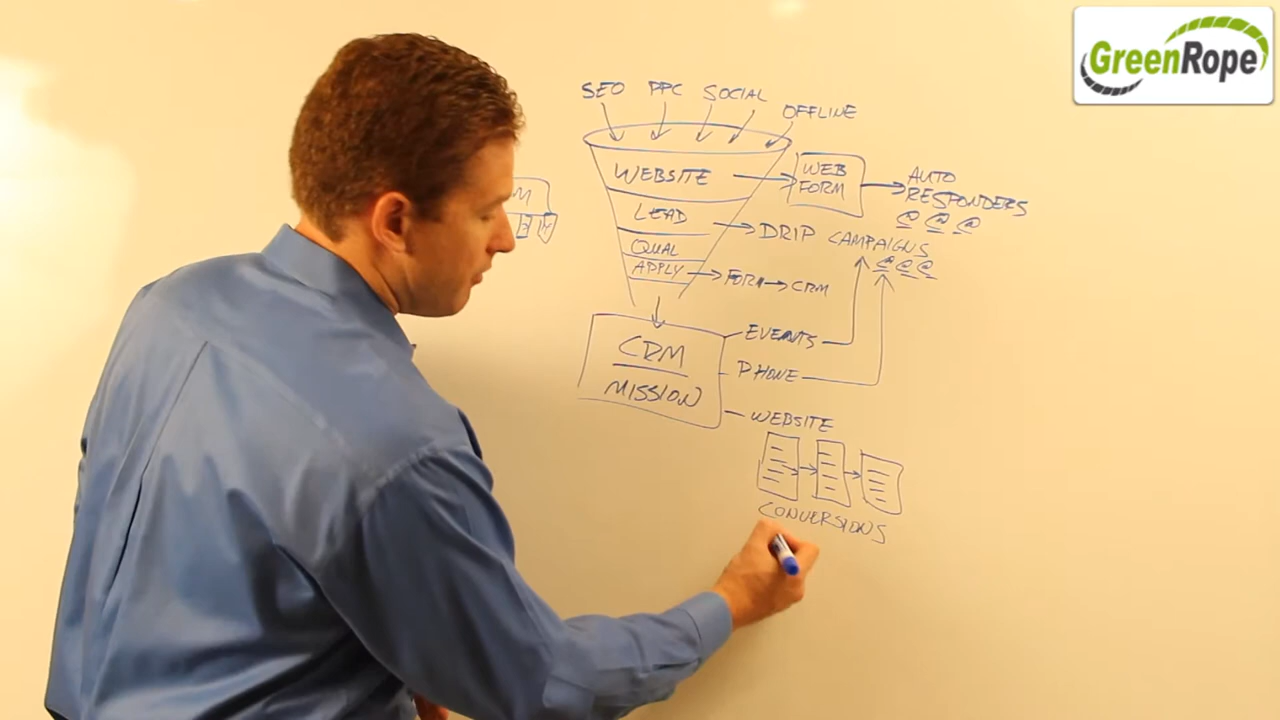 GreenRope
SEO PPC SOCIAL OFFLINE
WEBSITE
WEB
FORM
AUTO
RESPONDERS
LEAD
DRIP CAMPAIGNS
QUAL
APPLY
FORM
CRM
CRM
MISSION
EVENTS
PHONE
WEBSITE
CONVERSIONS